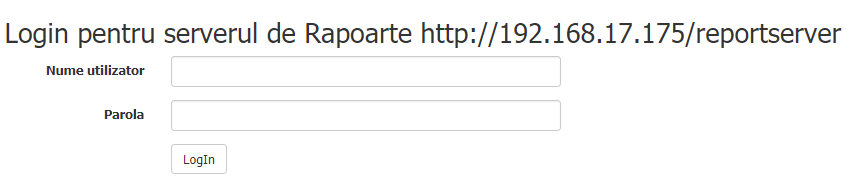 Login pentru serverul de Rapoarte http://192.168.17.175/reportserver
Nume utilizator
Parola
LogIn